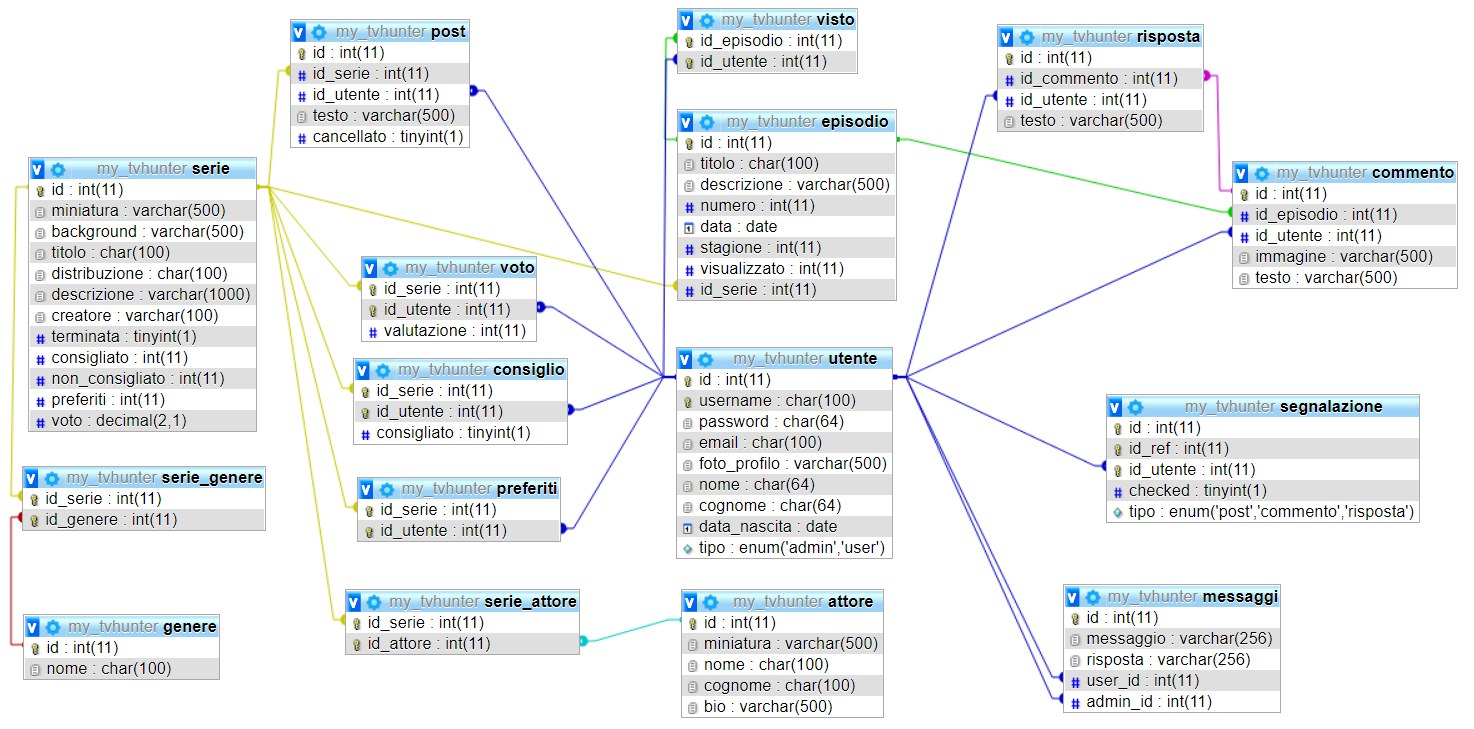 my_tvhunter post
id : int(11)
id_serie : int(11)
id_utente : int(11)
testo : varchar(500)
cancellato : tinyint(1)
my_tvhunter visto
id_episodio : int(11)
id_utente : int(11)
my_tvhunter risposta
id : int(11)
id_commento : int(11)
id_utente : int(11)
testo : varchar(500)
my_tvhunter serie
id : int(11)
miniatura : varchar(500)
background : varchar(500)
titolo : char(100)
distribuzione : char(100)
descrizione : varchar(1000)
creatore : varchar(100)
terminata : tinyint(1)
consigliato : int(11)
non_consigliato : int(11)
preferiti : int(11)
voto : decimal(2,1)
my_tvhunter episodio
id : int(11)
titolo : char(100)
descrizione : varchar(500)
numero : int(11)
data : date
stagione : int(11)
visualizzato : int(11)
id_serie : int(11)
my_tvhunter commento
id : int(11)
id_episodio : int(11)
id_utente : int(11)
immagine : varchar(500)
testo : varchar(500)
my_tvhunter voto
id_serie : int(11)
id_utente : int(11)
valutazione : int(11)
my_tvhunter consiglio
id_serie : int(11)
id_utente : int(11)
consigliato : tinyint(1)
my_tvhunter utente
id : int(11)
username : char(100)
password : char(64)
email : char(100)
foto_profilo : varchar(500)
nome : char(64)
cognome : char(64)
data_nascita : date
tipo : enum('admin','user')
my_tvhunter segnalazione
id : int(11)
id_ref : int(11)
id_utente : int(11)
checked : tinyint(1)
tipo : enum('post','commento','risposta')
my_tvhunter serie_genere
id_serie : int(11)
id_genere : int(11)
my_tvhunter preferiti
id_serie : int(11)
id_utente : int(11)
my_tvhunter genere
id : int(11)
nome : char(100)
my_tvhunter serie_attore
id_serie : int(11)
id_attore : int(11)
my_tvhunter attore
id : int(11)
miniatura : varchar(500)
nome : char(100)
cognome : char(100)
bio : varchar(500)
my_tvhunter messaggi
id : int(11)
messaggio : varchar(256)
risposta : varchar(256)
user_id : int(11)
admin_id : int(11)